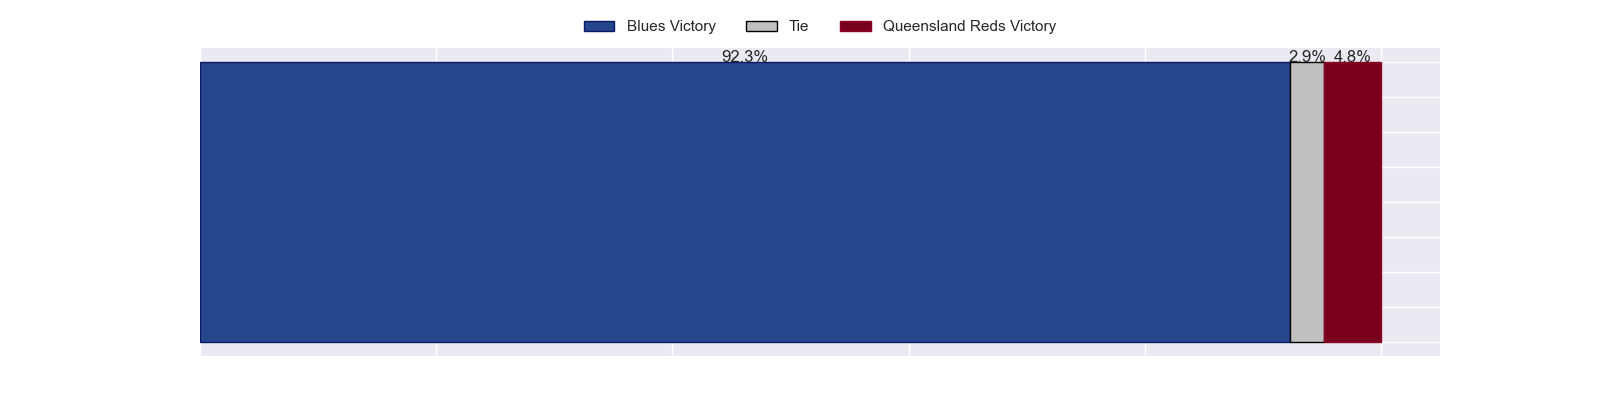 Blues Victory Tie Queensland Reds Victory
92.3% 2.9% 4.8%